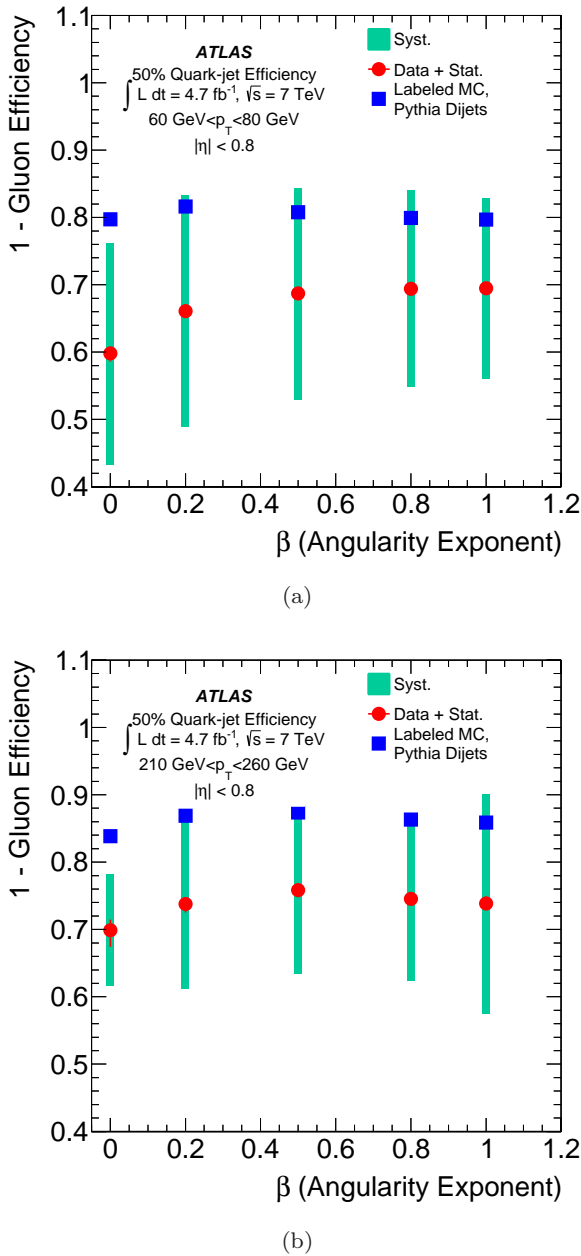 1 - Gluon Efficiency
1.1
1
0.9
0.8
0.7
0.6
0.5
0.4
ATLAS
50% Quark-jet Efficiency
∫ L dt = 4.7 fb⁻¹, √s = 7 TeV
60 GeV<p_T<80 GeV
|η| < 0.8
Syst.
Data + Stat.
Labeled MC,
Pythia Dijets
0 0.2 0.4 0.6 0.8 1 1.2
β (Angularity Exponent)
(a)
1 - Gluon Efficiency
1.1
1
0.9
0.8
0.7
0.6
0.5
0.4
ATLAS
50% Quark-jet Efficiency
∫ L dt = 4.7 fb⁻¹, √s = 7 TeV
210 GeV<p_T<260 GeV
|η| < 0.8
Syst.
Data + Stat.
Labeled MC,
Pythia Dijets
0 0.2 0.4 0.6 0.8 1 1.2
β (Angularity Exponent)
(b)